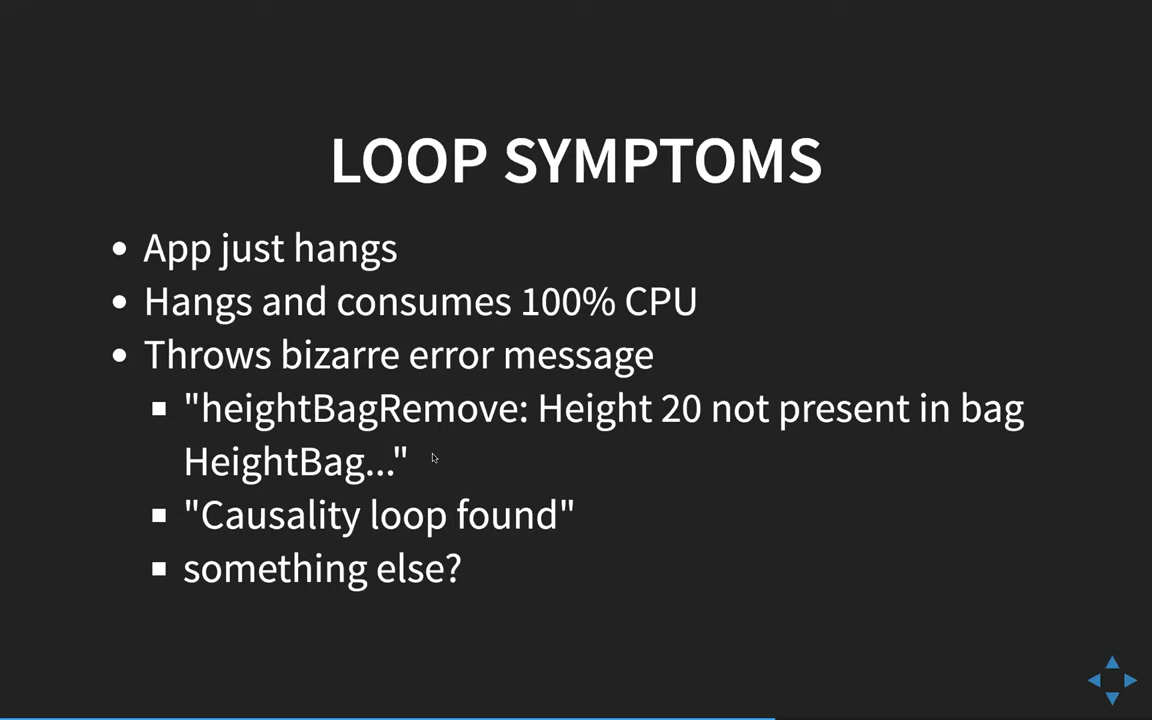 LOOP SYMPTOMS
App just hangs
Hangs and consumes 100% CPU
Throws bizarre error message
"heightBagRemove: Height 20 not present in bag
HeightBag..."
"Causality loop found"
something else?